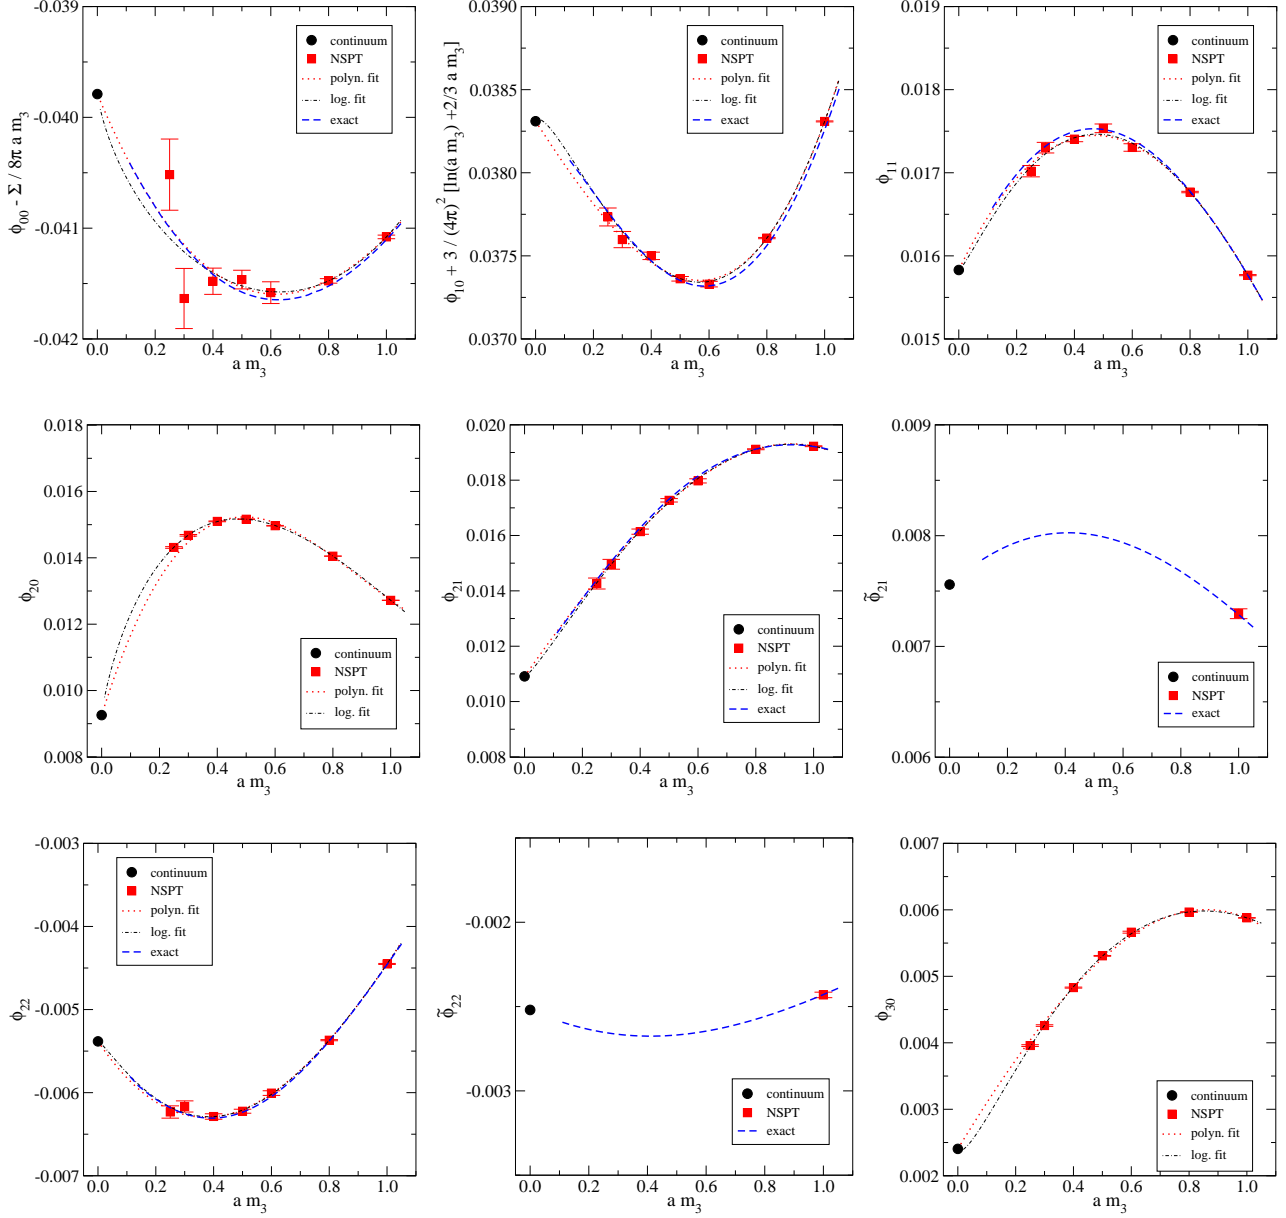 -0.039
-0.040
-0.041
-0.042
ϕ00 - Σ / 8π a m3
continuum
NSPT
polyn. fit
log. fit
exact
0.0 0.2 0.4 0.6 0.8 1.0
a m3
0.0390
0.0385
0.0380
0.0375
0.0370
ϕ10 + 3 / (4π)2 [ln(a m3) +2/3 a m3]
continuum
NSPT
polyn. fit
log. fit
exact
0.0 0.2 0.4 0.6 0.8 1.0
a m3
0.019
0.018
0.017
0.016
0.015
ϕ11
continuum
NSPT
polyn. fit
log. fit
exact
0.0 0.2 0.4 0.6 0.8 1.0
a m3
0.018
0.016
0.014
0.012
0.010
0.008
ϕ20
continuum
NSPT
polyn. fit
log. fit
0.0 0.2 0.4 0.6 0.8 1.0
a m3
0.020
0.018
0.016
0.014
0.012
0.010
0.008
ϕ21
continuum
NSPT
polyn. fit
log. fit
exact
0.0 0.2 0.4 0.6 0.8 1.0
a m3
0.009
0.008
0.007
0.006
ϕ̃21
continuum
NSPT
exact
0.0 0.2 0.4 0.6 0.8 1.0
a m3
-0.003
-0.004
-0.005
-0.006
-0.007
ϕ22
continuum
NSPT
polyn. fit
log. fit
exact
0.0 0.2 0.4 0.6 0.8 1.0
a m3
-0.002
-0.003
ϕ̃22
continuum
NSPT
exact
0.0 0.2 0.4 0.6 0.8 1.0
a m3
0.007
0.006
0.005
0.004
0.003
0.002
ϕ30
continuum
NSPT
polyn. fit
log. fit
0.0 0.2 0.4 0.6 0.8 1.0
a m3